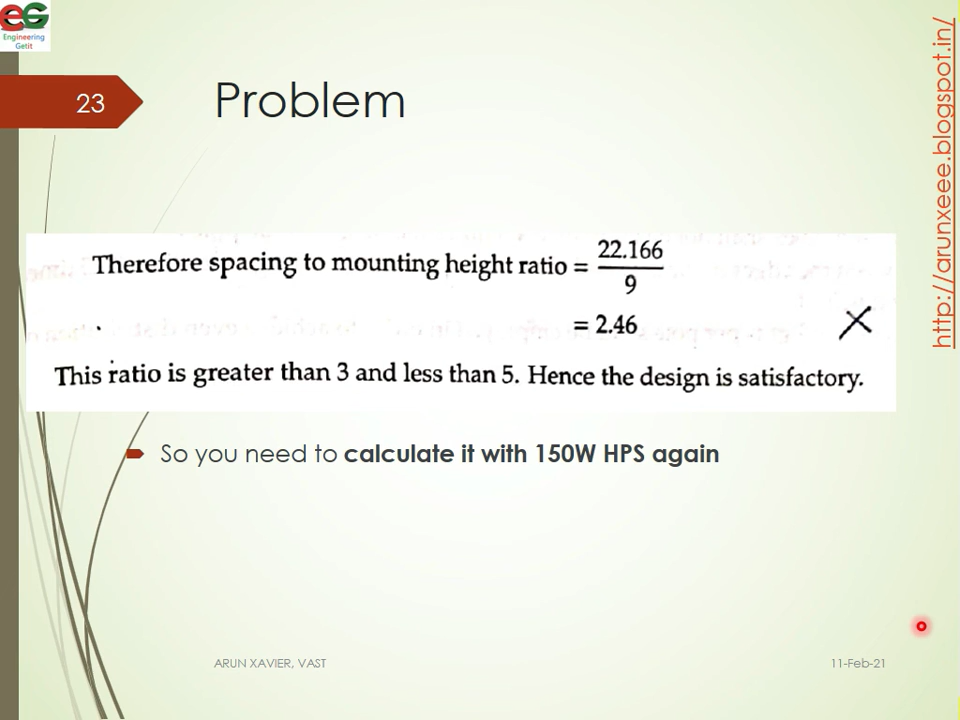 EG
Engineering
Getit
23
Problem
http://arunxeee.blogspot.in/
Therefore spacing to mounting height ratio = 22.166
9
= 2.46
This ratio is greater than 3 and less than 5. Hence the design is satisfactory.
So you need to calculate it with 150W HPS again
ARUN XAVIER, VAST
11-Feb-21